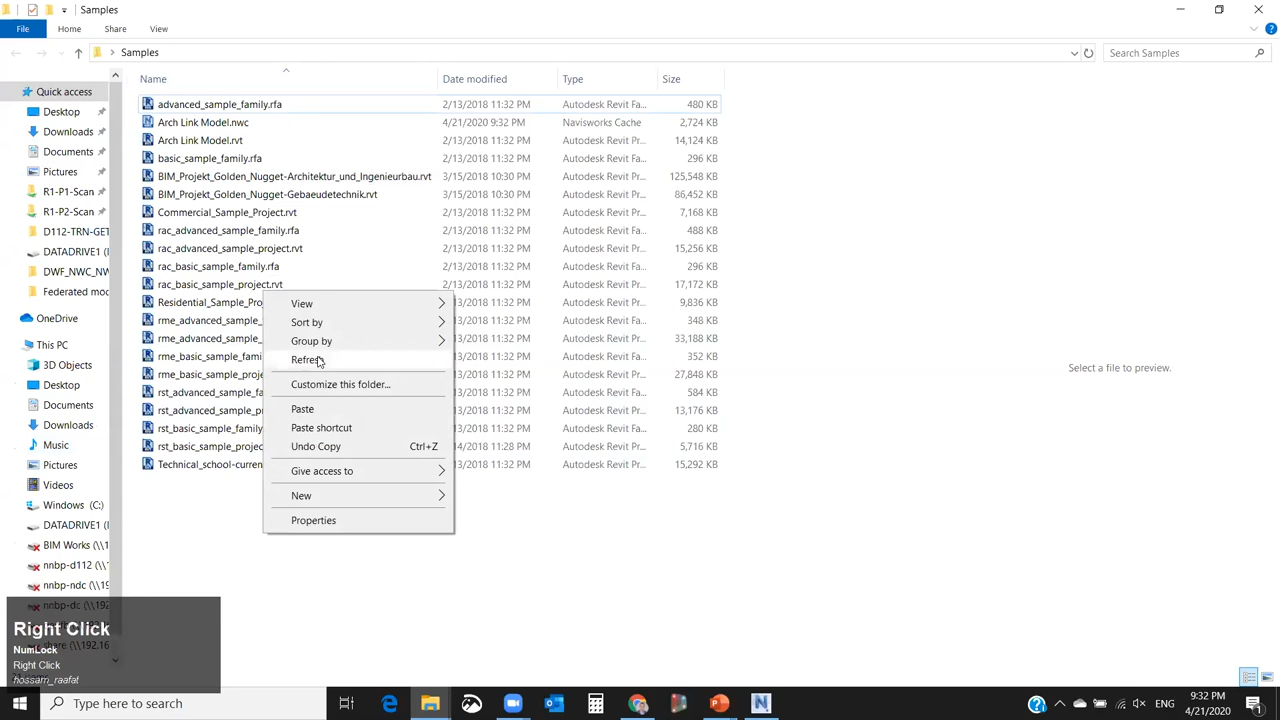 Samples
File
Home
Share
View
Samples
Search Samples
Name
Date modified
Type
Size
Quick access
Desktop
Downloads
Documents
Pictures
R1-P1-Scan
R1-P2-Scan
D112-TRN-GET
DATADRIVE1 (
DWF_NWC_NW
Federated mod
OneDrive
This PC
3D Objects
Desktop
Documents
Downloads
Music
Pictures
Videos
Windows (C:)
DATADRIVE1 (
BIM Works (\\1
nnbp-d112 (\\1
nnbp-ndc (\\19
nnbp-dc (\\192
share (\\192.16
advanced_sample_family.rfa 2/13/2018 11:32 PM Autodesk Revit Fa... 480 KB
Arch Link Model.nwc 4/21/2020 9:32 PM Navisworks Cache 2,724 KB
Arch Link Model.rvt 2/13/2018 11:32 PM Autodesk Revit Pr... 14,124 KB
basic_sample_family.rfa 2/13/2018 11:32 PM Autodesk Revit Fa... 296 KB
BIM_Projekt_Golden_Nugget-Architektur_und_Ingenieurbau.rvt 3/15/2018 10:30 PM Autodesk Revit Pr... 125,548 KB
BIM_Projekt_Golden_Nugget-Gebaeudetechnik.rvt 3/15/2018 10:30 PM Autodesk Revit Pr... 86,452 KB
Commercial_Sample_Project.rvt 2/13/2018 11:32 PM Autodesk Revit Pr... 7,168 KB
rac_advanced_sample_family.rfa 2/13/2018 11:32 PM Autodesk Revit Fa... 488 KB
rac_advanced_sample_project.rvt 2/13/2018 11:32 PM Autodesk Revit Pr... 15,256 KB
rac_basic_sample_family.rfa 2/13/2018 11:32 PM Autodesk Revit Fa... 296 KB
rac_basic_sample_project.rvt 2/13/2018 11:32 PM Autodesk Revit Pr... 17,172 KB
Residential_Sample_Pro /13/2018 11:32 PM Autodesk Revit Pr... 9,836 KB
rme_advanced_sample_ /13/2018 11:32 PM Autodesk Revit Fa... 348 KB
rme_advanced_sample_ /13/2018 11:32 PM Autodesk Revit Pr... 33,188 KB
rme_basic_sample_fami /13/2018 11:32 PM Autodesk Revit Fa... 352 KB
rme_basic_sample_proje /13/2018 11:32 PM Autodesk Revit Pr... 27,848 KB
rst_advanced_sample_fa /13/2018 11:32 PM Autodesk Revit Fa... 584 KB
rst_advanced_sample_pr /13/2018 11:32 PM Autodesk Revit Pr... 13,176 KB
rst_basic_sample_family /13/2018 11:32 PM Autodesk Revit Fa... 280 KB
rst_basic_sample_projec /14/2018 11:28 PM Autodesk Revit Pr... 5,716 KB
Technical_school-curren /13/2018 11:32 PM Autodesk Revit Pr... 15,292 KB
View
Sort by
Group by
Refresh
Customize this folder...
Paste
Paste shortcut
Undo Copy Ctrl+Z
Give access to
New
Properties
Select a file to preview.
Right Click
NumLock
Right Click
hossam_raafat
Type here to search
ENG
9:32 PM
4/21/2020